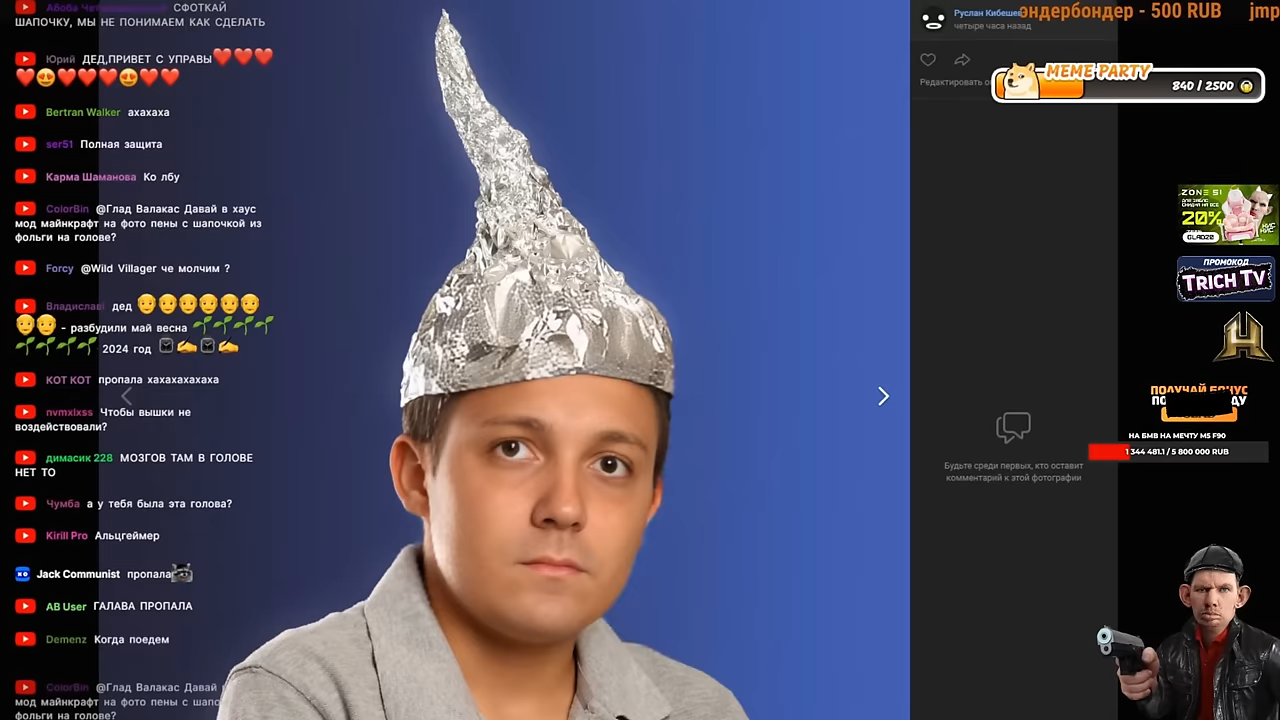 Абоба СФОТКАЙ
ШАПОЧКУ, МЫ НЕ ПОНИМАЕМ КАК СДЕЛАТЬ
Юрий ДЕД,ПРИВЕТ С УПРАВЫ❤️❤️❤️
❤️😍❤️❤️❤️😍❤️❤️
Bertran Walker ахахаха
ser51 Полная защита
Карма Шаманова Ко лбу
ColorBin @Глад Валакас Давай в хаус
мод майнкрафт на фото пены с шапочкой из
фольги на голове?
Forcy @Wild Villager че молчим ?
Владислав дед
- разбудили май весна 🌱🌱🌱🌱
🌱🌱🌱🌱 2024 год
КОТ КОТ пропала хахахахахаха
nvmxixss Чтобы вышки не
воздействовали?
димасик 228 МОЗГОВ ТАМ В ГОЛОВЕ
НЕТ ТО
Чумба а у тебя была эта голова?
Kirill Pro Альцгеймер
Jack Communist пропала
AB User ГАЛАВА ПРОПАЛА
Demenz Когда поедем
ColorBin @Глад Валакас Давай
мод майнкрафт на фото пены с шапо
фольги на голове?
эндербондер - 500 RUB jmp
Руслан Кибеше
четыре часа назад
Редактировать о
MEME PARTY
840 / 2500
Будьте среди первых, кто оставит
комментарий к этой фотографии
ZONE 51
20%
ПРОМОКОД
TRICH TV
ПОЛУЧАЙ БОНУС
НА БМВ НА МЕЧТУ M5 F90
1 344 481.1 / 5 800 000 RUB